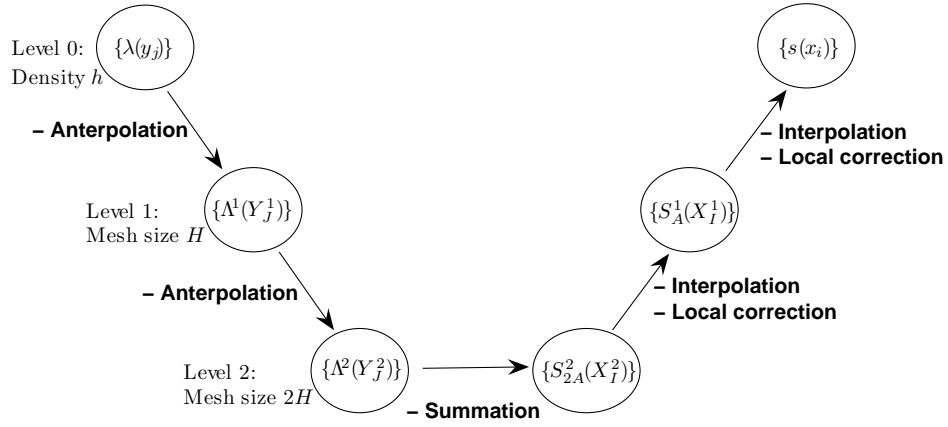 Level 0:
Density h
{λ(y_j)}
{s(x_i)}
– Anterpolation
– Interpolation
– Local correction
Level 1:
Mesh size H
{Λ^1(Y_J^1)}
{S_A^1(X_I^1)}
– Anterpolation
– Interpolation
– Local correction
Level 2:
Mesh size 2H
{Λ^2(Y_J^2)}
{S_{2A}^2(X_I^2)}
– Summation